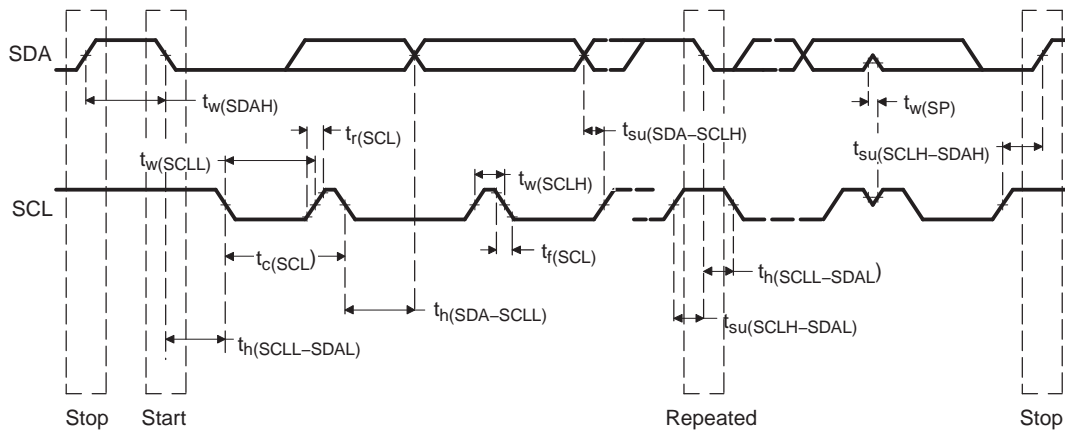 SDA
tw(SDAH)
tw(SP)
tr(SCL)
tsu(SDA−SCLH)
tw(SCLL)
tsu(SCLH−SDAH)
tw(SCLH)
SCL
tc(SCL)
tf(SCL)
th(SCLL−SDAL)
th(SDA−SCLL)
tsu(SCLH−SDAL)
th(SCLL−SDAL)
Stop Start Repeated Stop